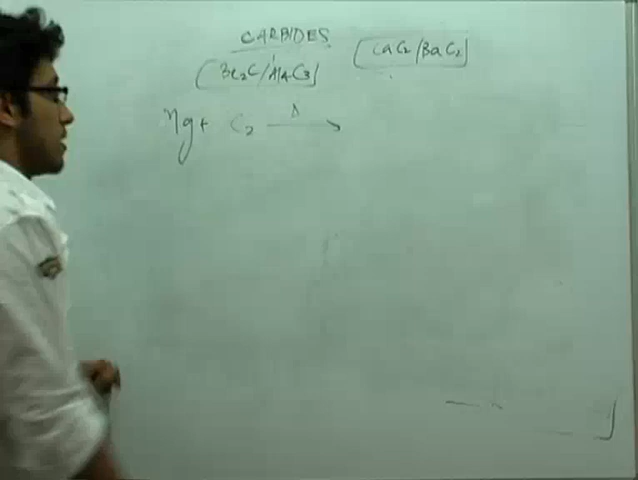 CARBIDES
[Be₂C/Al₄C₃] [CaC₂/BaC₂]
Mg + C₂ —Δ→